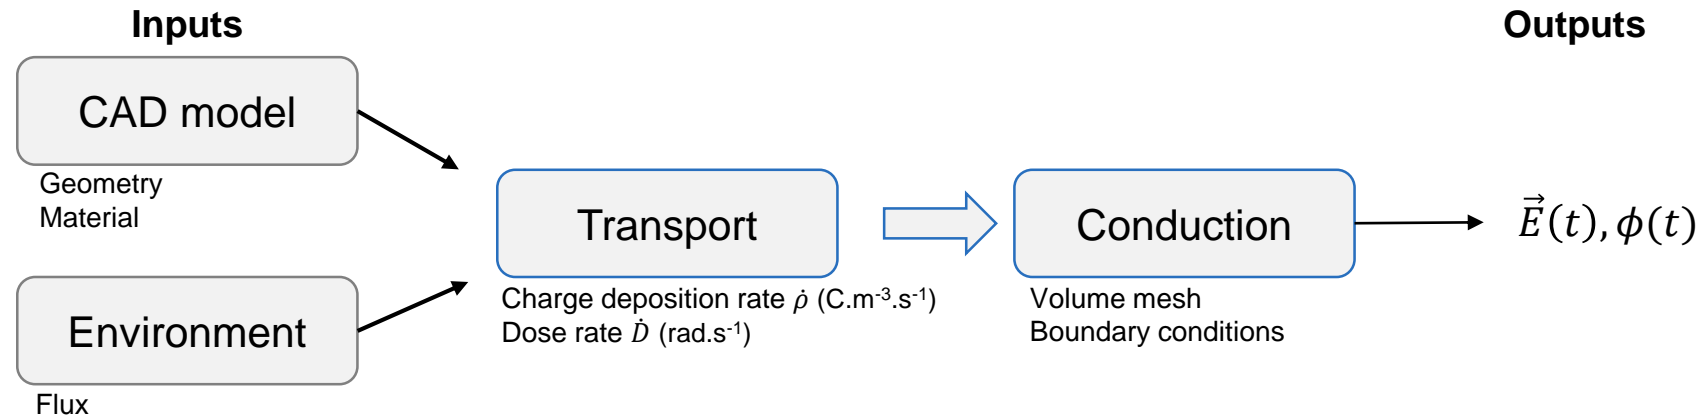 Inputs
Outputs
CAD model
Geometry
Material
Environment
Flux
Transport
Charge deposition rate ρ̇ (C.m⁻³.s⁻¹)
Dose rate Ḋ (rad.s⁻¹)
Conduction
Volume mesh
Boundary conditions
E⃗(t), ϕ(t)